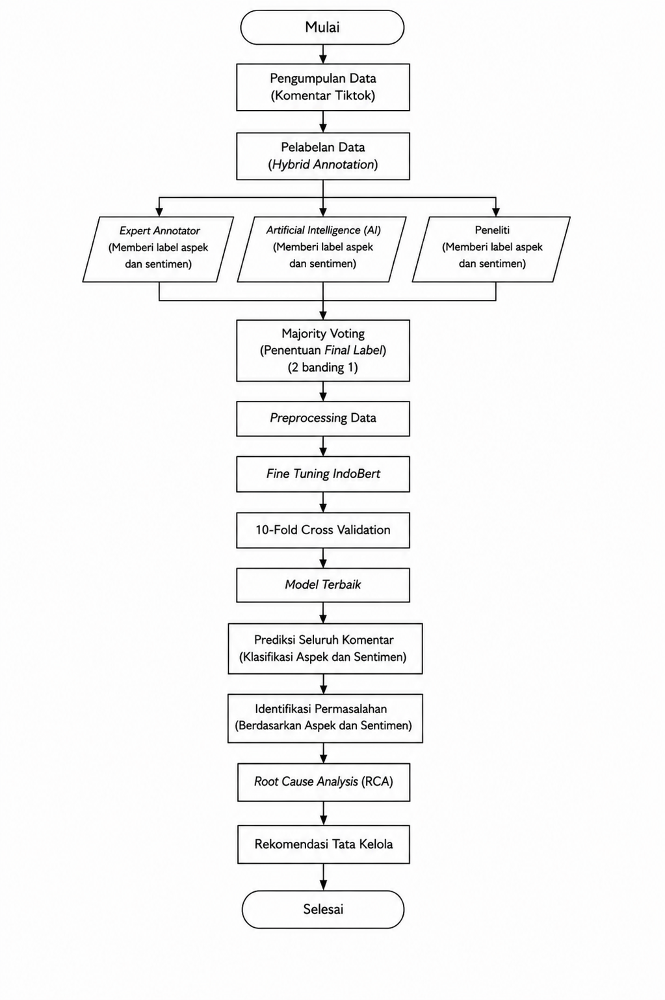 Mulai
Pengumpulan Data
(Komentar Tiktok)
Pelabelan Data
(Hybrid Annotation)
Expert Annotator
(Memberi label aspek
dan sentimen)
Artificial Intelligence (AI)
(Memberi label aspek
dan sentimen)
Peneliti
(Memberi label aspek
dan sentimen)
Majority Voting
(Penentuan Final Label)
(2 banding 1)
Preprocessing Data
Fine Tuning IndoBert
10-Fold Cross Validation
Model Terbaik
Prediksi Seluruh Komentar
(Klasifikasi Aspek dan Sentimen)
Identifikasi Permasalahan
(Berdasarkan Aspek dan Sentimen)
Root Cause Analysis (RCA)
Rekomendasi Tata Kelola
Selesai